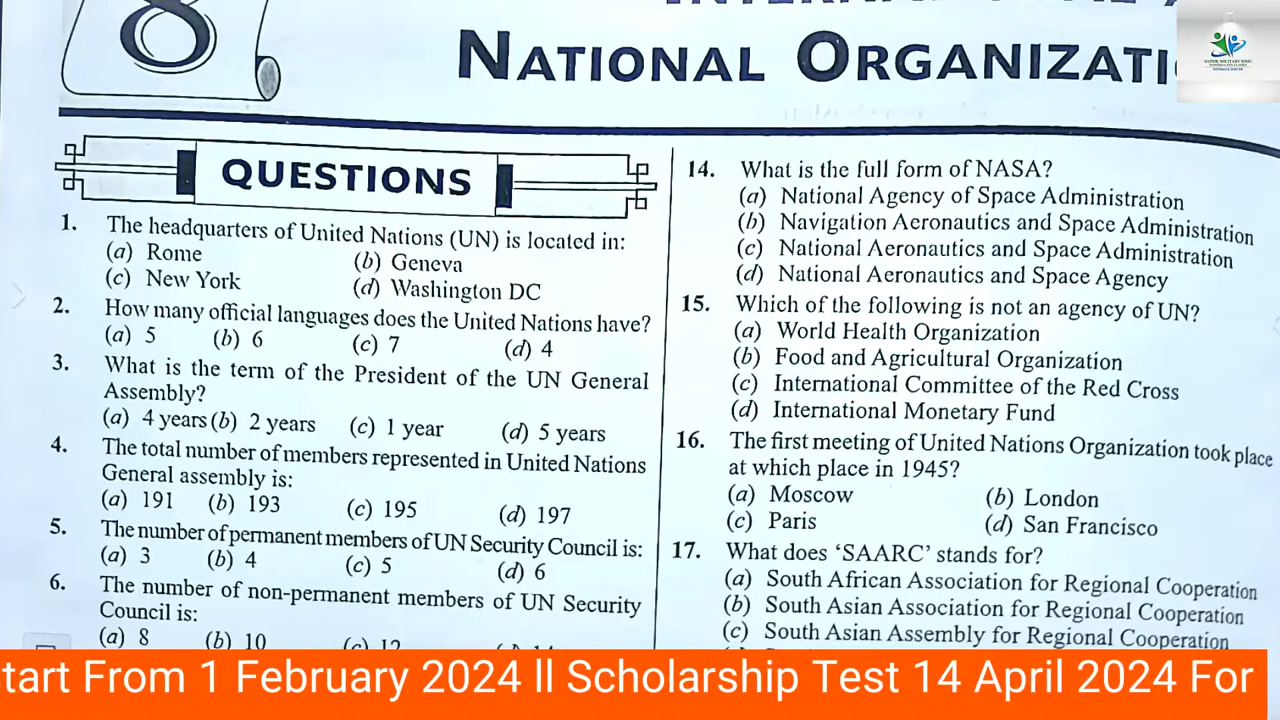 8
NATIONAL ORGANIZATI
QUESTIONS
1. The headquarters of United Nations (UN) is located in:
(a) Rome (b) Geneva
(c) New York (d) Washington DC
2. How many official languages does the United Nations have?
(a) 5 (b) 6 (c) 7 (d) 4
3. What is the term of the President of the UN General
Assembly?
(a) 4 years (b) 2 years (c) 1 year (d) 5 years
4. The total number of members represented in United Nations
General assembly is:
(a) 191 (b) 193 (c) 195 (d) 197
5. The number of permanent members of UN Security Council is:
(a) 3 (b) 4 (c) 5 (d) 6
6. The number of non-permanent members of UN Security
Council is:
(a) 8 (b) 10 (c) 12
14. What is the full form of NASA?
(a) National Agency of Space Administration
(b) Navigation Aeronautics and Space Administration
(c) National Aeronautics and Space Administration
(d) National Aeronautics and Space Agency
15. Which of the following is not an agency of UN?
(a) World Health Organization
(b) Food and Agricultural Organization
(c) International Committee of the Red Cross
(d) International Monetary Fund
16. The first meeting of United Nations Organization took place
at which place in 1945?
(a) Moscow (b) London
(c) Paris (d) San Francisco
17. What does ‘SAARC’ stands for?
(a) South African Association for Regional Cooperation
(b) South Asian Association for Regional Cooperation
(c) South Asian Assembly for Regional Cooperation
tart From 1 February 2024 ll Scholarship Test 14 April 2024 For